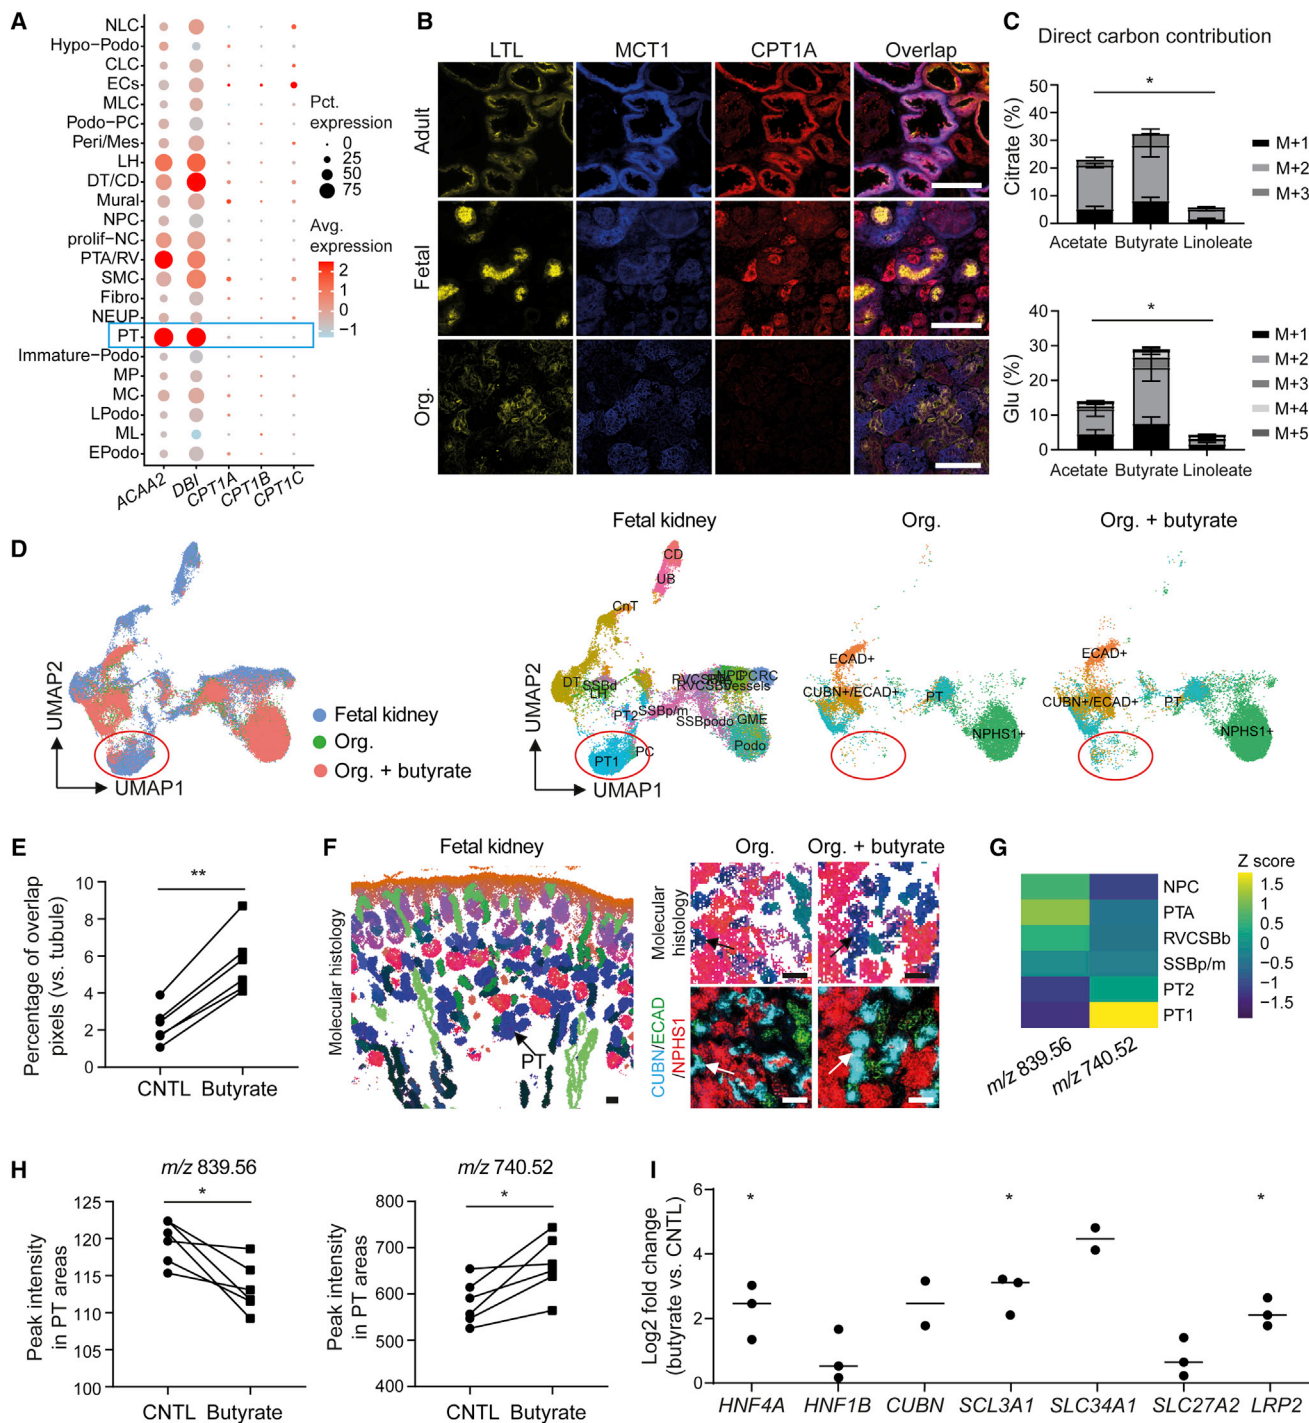 A
NLC
Hypo-Podo
CLC
ECs
MLC
Podo-PC
Peri/Mes
LH
DT/CD
Mural
NPC
prolif-NC
PTA/RV
SMC
Fibro
NEUP
PT
Immature-Podo
MP
MC
LPodo
ML
EPodo
ACAA2
DBI
CPT1A
CPT1B
CPT1C
Pct.
expression
0
25
50
75
Avg.
expression
2
1
0
−1
B
LTL MCT1 CPT1A Overlap
Adult
Fetal
Org.
C
Direct carbon contribution
Citrate (%)
50
40
30
20
10
0
*
Acetate Butyrate Linoleate
M+1
M+2
M+3
Glu (%)
40
30
20
10
0
*
Acetate Butyrate Linoleate
M+1
M+2
M+3
M+4
M+5
D
UMAP2
UMAP1
Fetal kidney
Org.
Org. + butyrate
Fetal kidney
UMAP2
UMAP1
CD
UB
CnT
DT
SSBd
LH
PT2
SSBp/m
SSBpodo
GME
Podo
PC
PT1
Org.
ECAD+
CUBN+/ECAD+
PT
NPHS1+
Org. + butyrate
ECAD+
CUBN+/ECAD+
PT
NPHS1+
E
Percentage of overlap
pixels (vs. tubule)
10
8
6
4
2
0
**
CNTL Butyrate
F
Fetal kidney
Molecular histology
PT
Org. Org. + butyrate
Molecular
histology
CUBN/ECAD
/NPHS1
G
NPC
PTA
RVCSBb
SSBp/m
PT2
PT1
m/z 839.56
m/z 740.52
Z score
1.5
1
0.5
0
−0.5
−1
−1.5
H
m/z 839.56
Peak intensity
in PT areas
125
120
115
110
105
100
*
CNTL Butyrate
m/z 740.52
Peak intensity
in PT areas
800
700
600
500
400
*
CNTL Butyrate
I
Log2 fold change
(butyrate vs. CNTL)
6
4
2
0
* * *
HNF4A HNF1B CUBN SCL3A1 SLC34A1 SLC27A2 LRP2